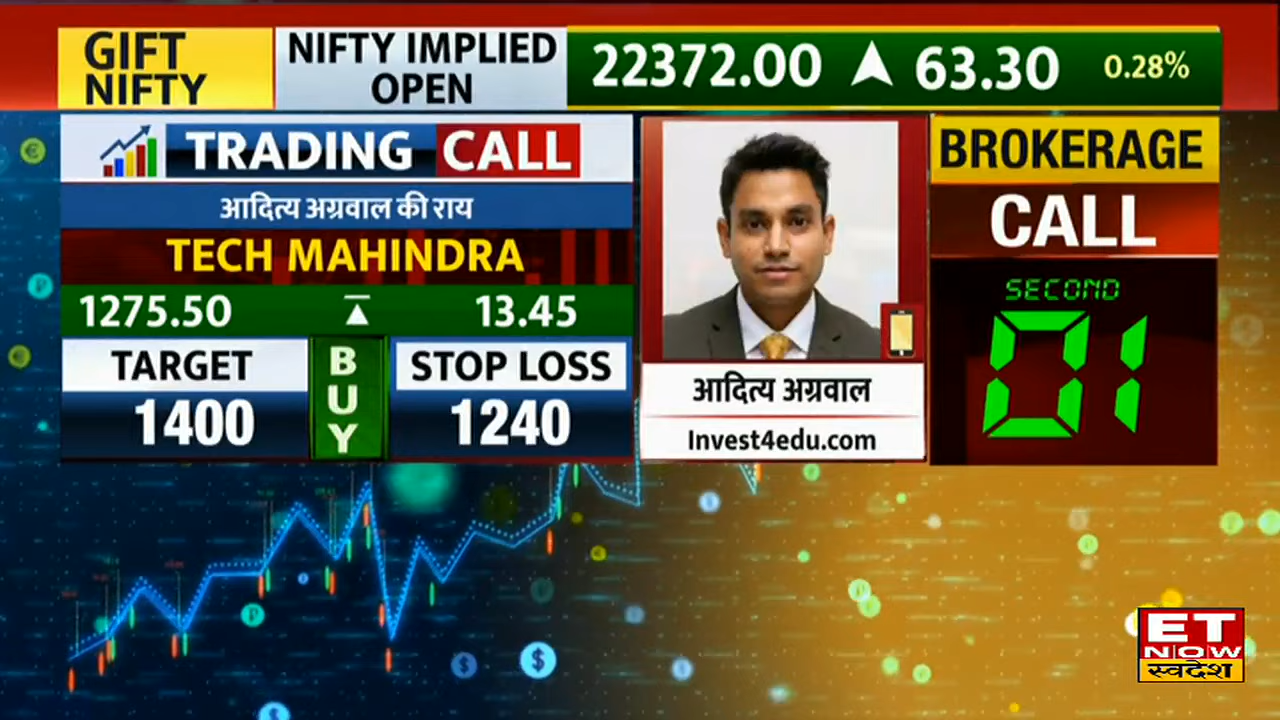 GIFT
NIFTY
NIFTY IMPLIED
OPEN
22372.00
63.30
0.28%
TRADING CALL
आदित्य अग्रवाल की राय
TECH MAHINDRA
1275.50
13.45
TARGET
1400
BUY
STOP LOSS
1240
आदित्य अग्रवाल
Invest4edu.com
BROKERAGE
CALL
SECOND
01
ET
NOW
स्वदेश